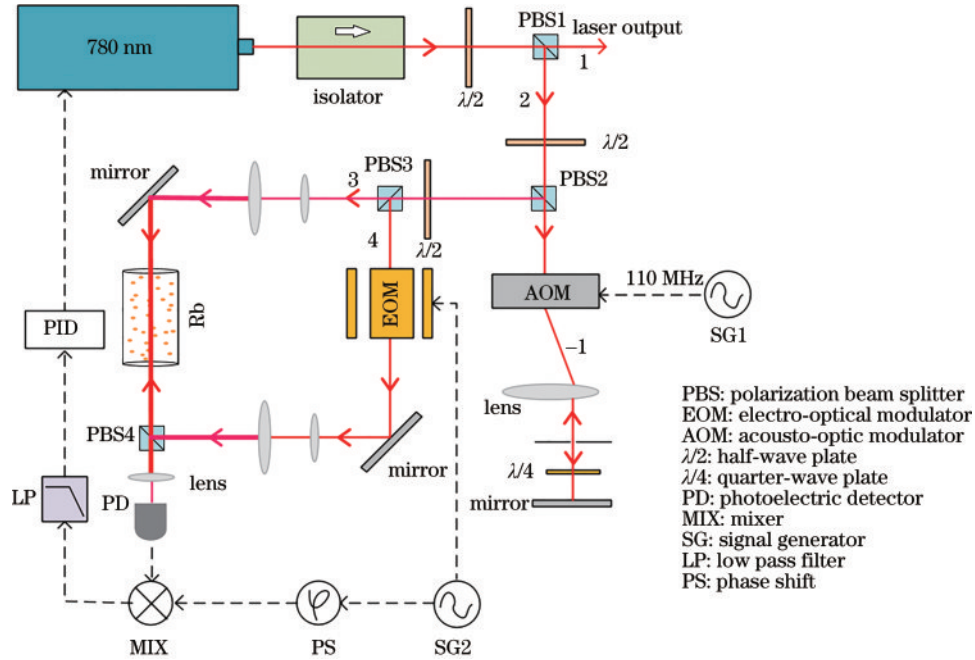 780 nm
isolator
λ/2
PBS1
laser output
1
2
λ/2
mirror
PBS3
3
4
λ/2
PBS2
Rb
EOM
AOM
110 MHz
SG1
PID
−1
lens
PBS4
lens
mirror
LP
PD
λ/4
mirror
MIX
φ
PS
SG2
PBS: polarization beam splitter
EOM: electro-optical modulator
AOM: acousto-optic modulator
λ/2: half-wave plate
λ/4: quarter-wave plate
PD: photoelectric detector
MIX: mixer
SG: signal generator
LP: low pass filter
PS: phase shift